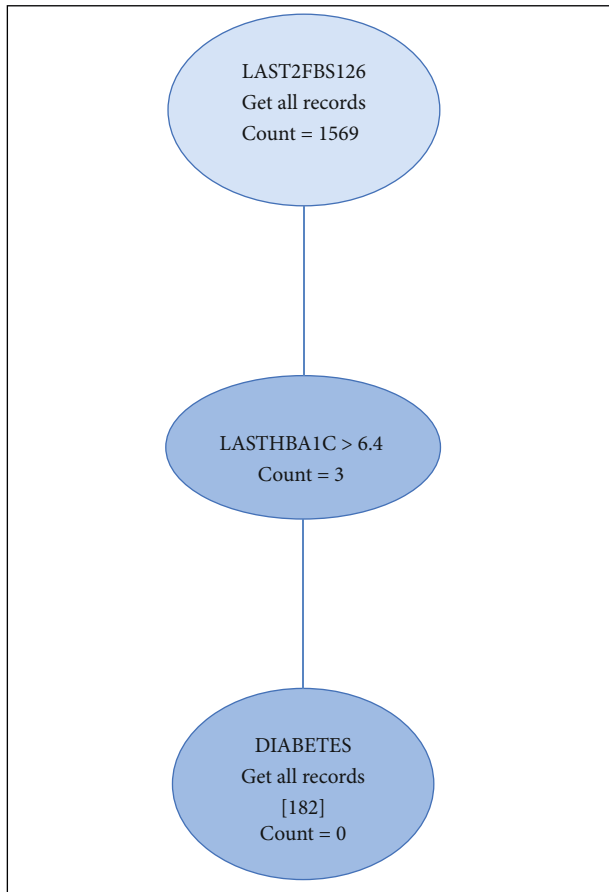 LAST2FBS126
Get all records
Count = 1569
LASTHBA1C > 6.4
Count = 3
DIABETES
Get all records
[182]
Count = 0